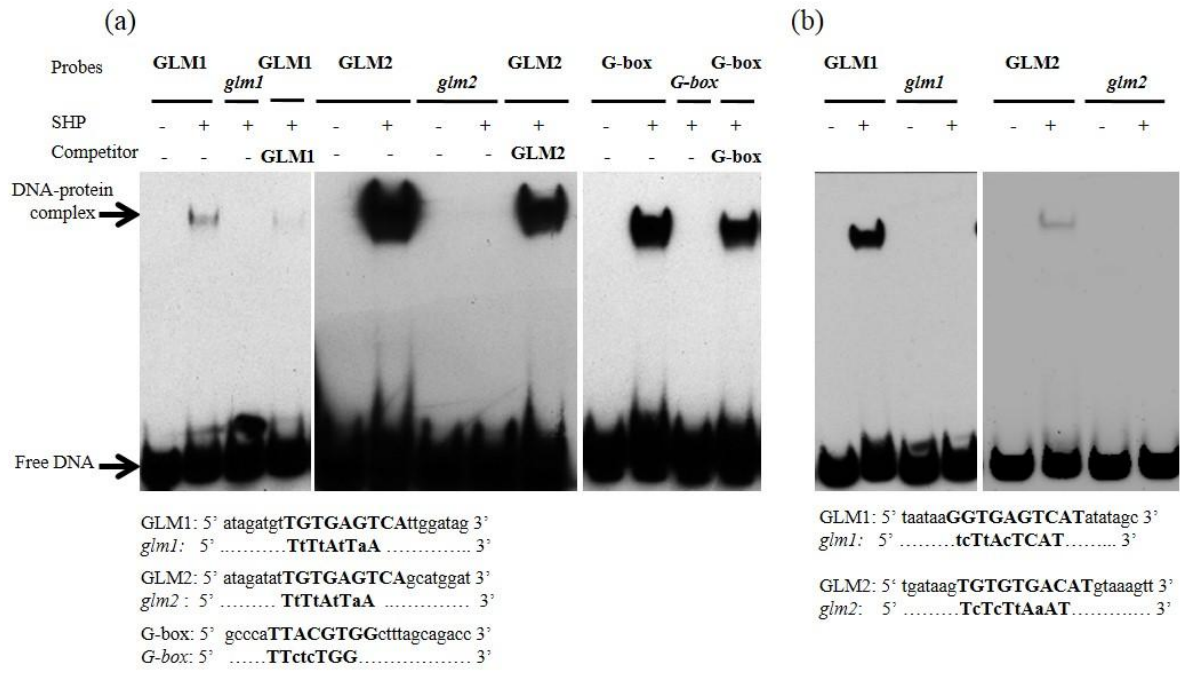 (a) (b)
Probes GLM1 glm1 GLM1 GLM2 glm2 GLM2 G-box G-box G-box GLM1 glm1 GLM2 glm2
SHP - + + + - + - + + - + + + - + - + - + - +
Competitor - - - GLM1 - - - - GLM2 - - - G-box
DNA-protein
complex
Free DNA
GLM1: 5’ atagatgtTGTGAGTCAttggatag 3’
glm1: 5’ ………..TtTtAtTaA ………….. 3’
GLM2: 5’ atagatatTGTGAGTCAgcatggat 3’
glm2 : 5’ ……… TtTtAtTaA …………. 3’
G-box: 5’ gcccaTTACGTGGctttagcagacc 3’
G-box: 5’ ……TTctcTGG……………….. 3’
GLM1: 5’ taataaGGTGAGTCATatatagc 3’
glm1: 5’ ………tcTtAcTCAT……... 3’
GLM2: 5‘ tgataagTGTGTGACATgtaaagtt 3’
glm2: 5’ ………TcTcTtAaAT……….… 3’